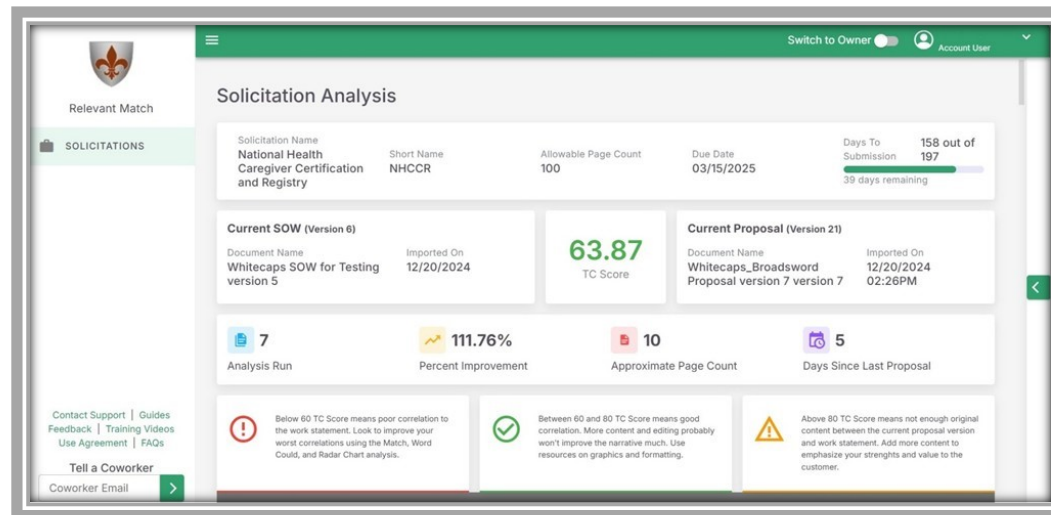 Switch to Owner
Account User
Relevant Match
SOLICITATIONS
Solicitation Analysis
Solicitation Name
National Health
Caregiver Certification
and Registry
Short Name
NHCCR
Allowable Page Count
100
Due Date
03/15/2025
Days To
Submission
158 out of
197
39 days remaining
Current SOW (Version 6)
Document Name
Whitecaps SOW for Testing
version 5
Imported On
12/20/2024
63.87
TC Score
Current Proposal (Version 21)
Document Name
Whitecaps_Broadsword
Proposal version 7 version 7
Imported On
12/20/2024
02:26PM
7
Analysis Run
111.76%
Percent Improvement
10
Approximate Page Count
5
Days Since Last Proposal
Below 60 TC Score means poor correlation to
the work statement. Look to improve your
worst correlations using the Match, Word
Could, and Radar Chart analysis.
Between 60 and 80 TC Score means good
correlation. More content and editing probably
won't improve the narrative much. Use
resources on graphics and formatting.
Above 80 TC Score means not enough original
content between the current proposal version
and work statement. Add more content to
emphasize your strenghts and value to the
customer.
Contact Support | Guides
Feedback | Training Videos
Use Agreement | FAQs
Tell a Coworker
Coworker Email